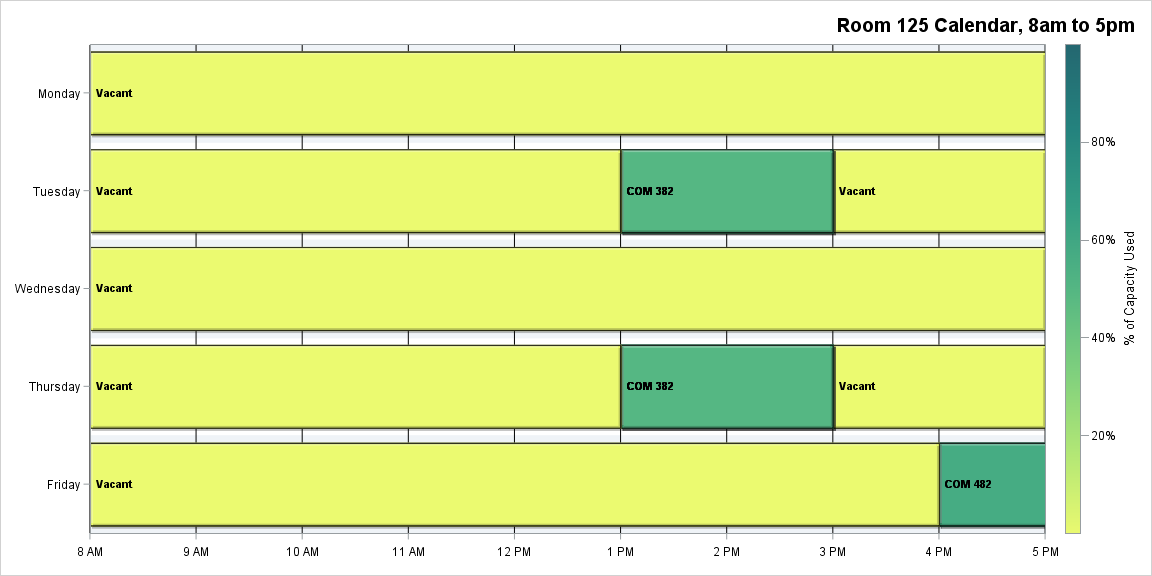 Room 125 Calendar, 8am to 5pm
Monday
Vacant
Tuesday
Vacant
COM 382
Vacant
Wednesday
Vacant
Thursday
Vacant
COM 382
Vacant
Friday
Vacant
COM 482
8 AM
9 AM
10 AM
11 AM
12 PM
1 PM
2 PM
3 PM
4 PM
5 PM
80%
60%
40%
20%
% of Capacity Used